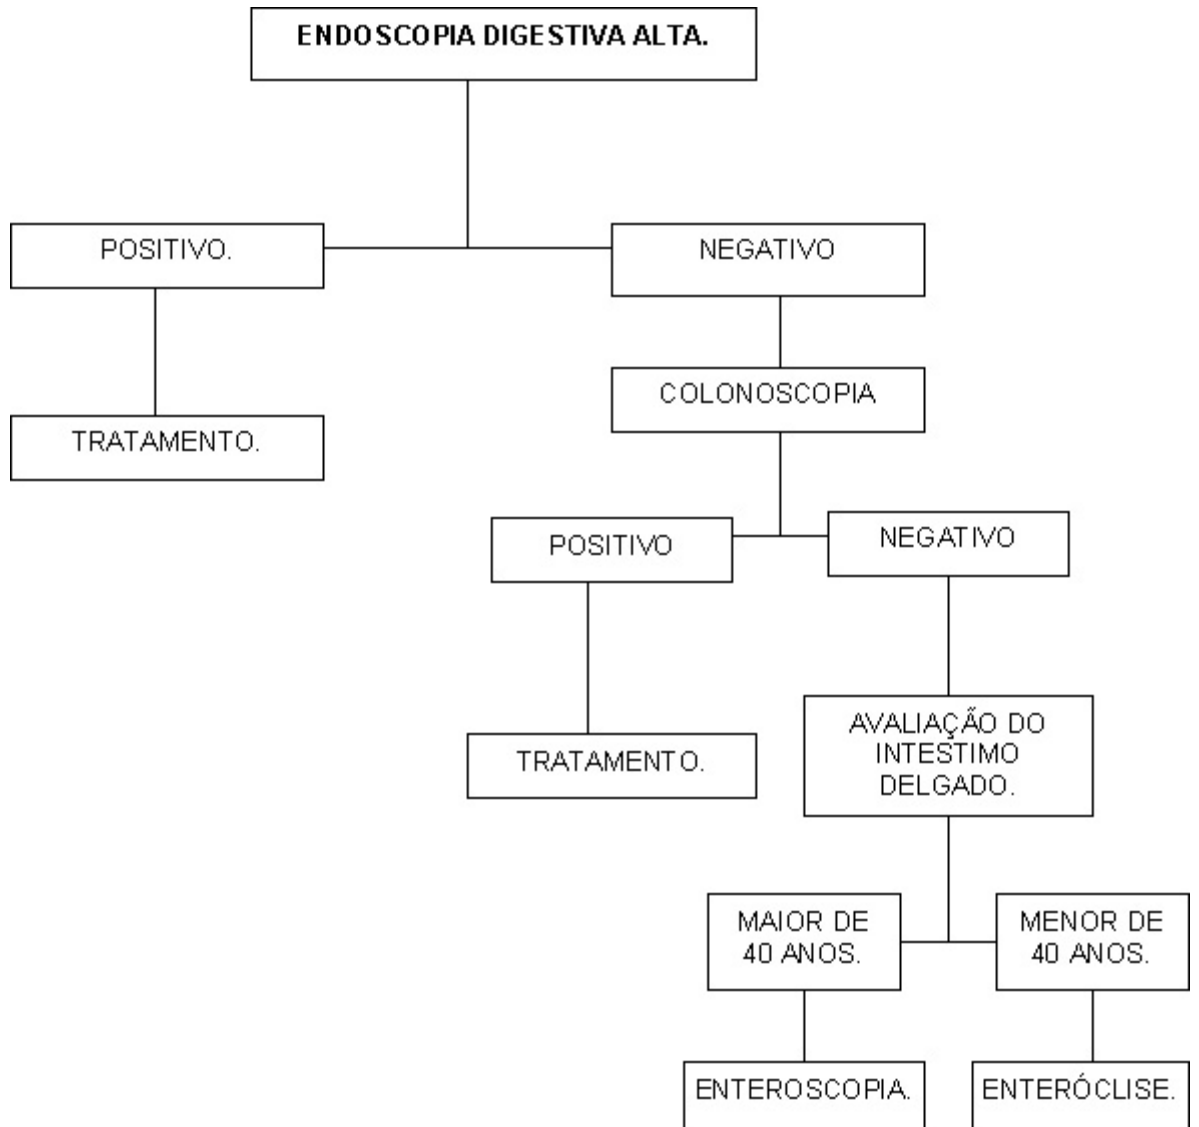 ENDOSCOPIA DIGESTIVA ALTA.
POSITIVO.
NEGATIVO
COLONOSCOPIA
TRATAMENTO.
POSITIVO
NEGATIVO
AVALIAÇÃO DO
INTESTIMO
DELGADO.
TRATAMENTO.
MAIOR DE
40 ANOS.
MENOR DE
40 ANOS.
ENTEROSCOPIA.
ENTERÓCLISE.